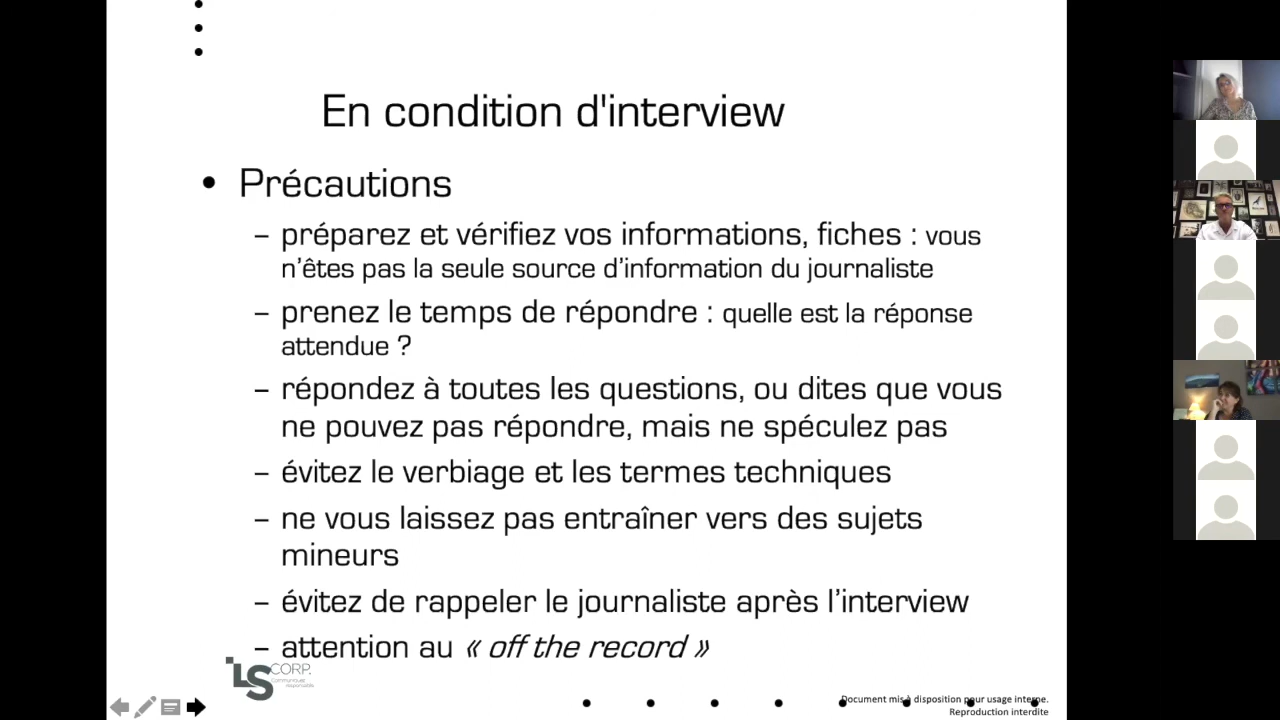 En condition d'interview
• Précautions
– préparez et vérifiez vos informations, fiches : vous
n'êtes pas la seule source d'information du journaliste
– prenez le temps de répondre : quelle est la réponse
attendue ?
– répondez à toutes les questions, ou dites que vous
ne pouvez pas répondre, mais ne spéculez pas
– évitez le verbiage et les termes techniques
– ne vous laissez pas entraîner vers des sujets
mineurs
– évitez de rappeler le journaliste après l'interview
– attention au « off the record »
LS CORP.
Communiquez
Responsable
Document mis à disposition pour usage interne.
Reproduction interdite